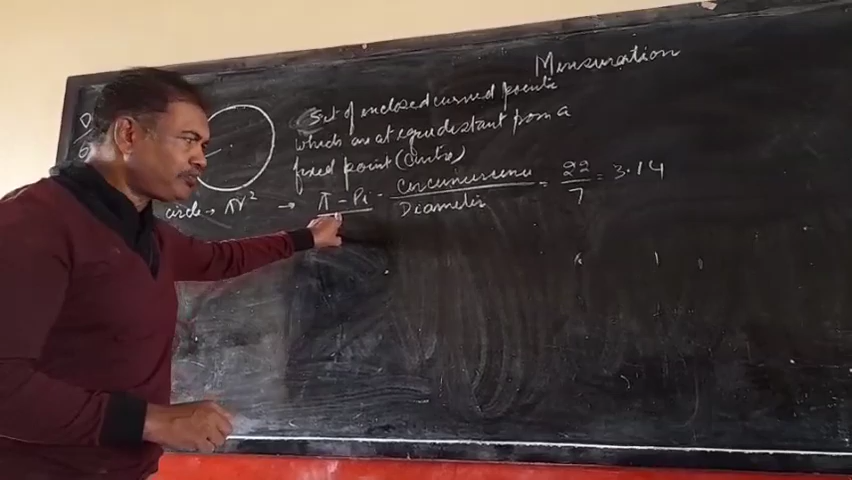 Mensuration
Set of enclosed curved points
which are at equidistant from a
fixed point (Centre)
circle → πr² → π - Pi - Circumcurence = 22/7 = 3.14
Diameter